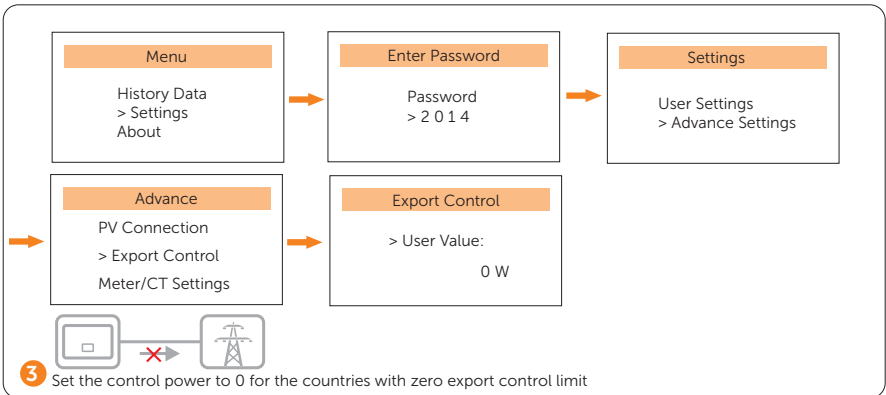 Menu
History Data
> Settings
About
Enter Password
Password
> 2 0 1 4
Settings
User Settings
> Advance Settings
Advance
PV Connection
> Export Control
Meter/CT Settings
Export Control
> User Value:
0 W
3 Set the control power to 0 for the countries with zero export control limit